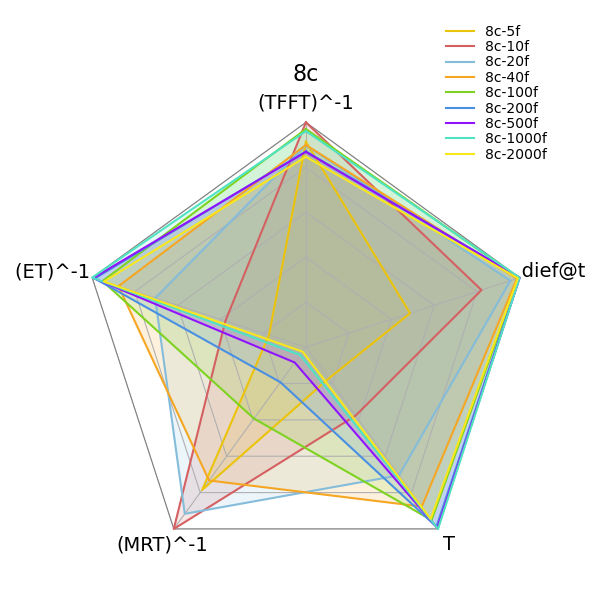 8c
(TFFT)^-1
8c-5f
8c-10f
8c-20f
8c-40f
8c-100f
8c-200f
8c-500f
8c-1000f
8c-2000f
(ET)^-1
dief@t
(MRT)^-1
T